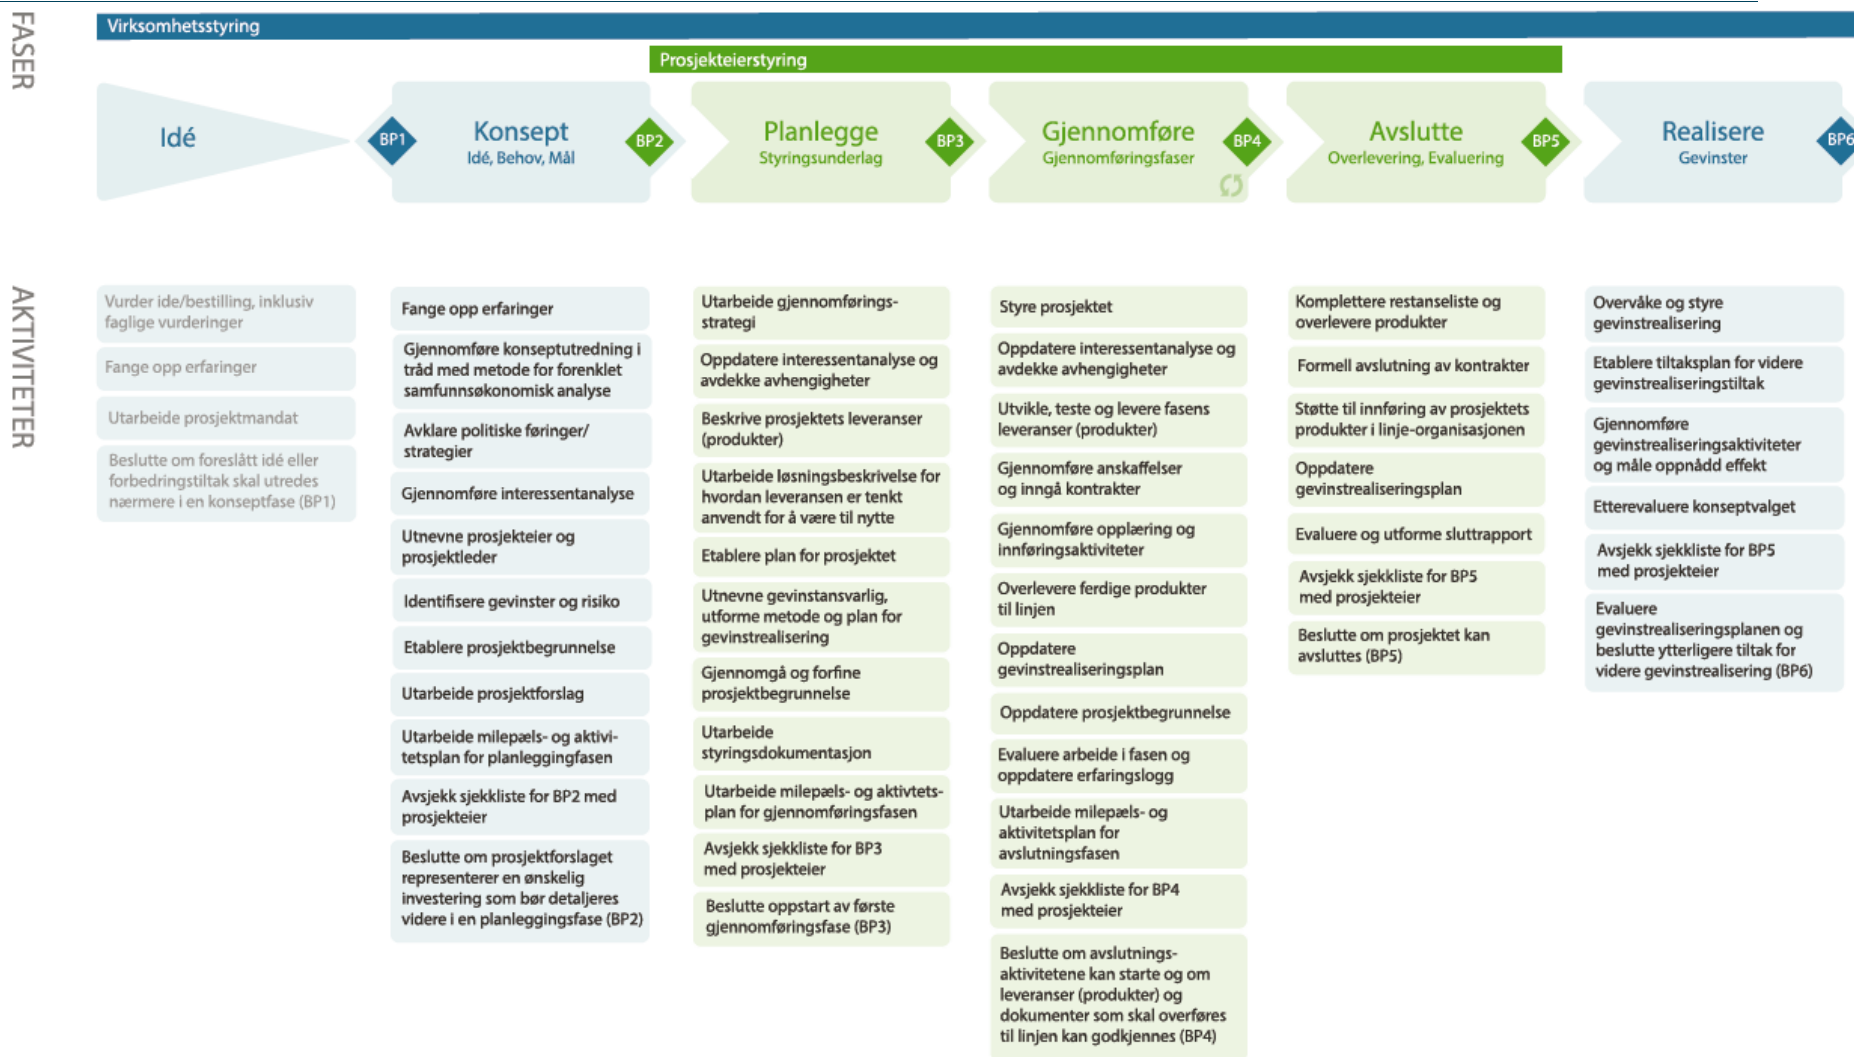 FASER
Virksomhetsstyring
Prosjekteierstyring
Idé
BP1
Konsept
Idé, Behov, Mål
BP2
Planlegge
Styringsunderlag
BP3
Gjennomføre
Gjennomføringsfaser
BP4
Avslutte
Overlevering, Evaluering
BP5
Realisere
Gevinster
BP6
AKTIVITETER
Vurder ide/bestilling, inklusiv
faglige vurderinger
Fange opp erfaringer
Utarbeide prosjektmandat
Beslutte om foreslått idé eller
forbedringstiltak skal utredes
nærmere i en konseptfase (BP1)
Fange opp erfaringer
Gjennomføre konseptutredning i
tråd med metode for forenklet
samfunnsøkonomisk analyse
Avklare politiske føringer/
strategier
Gjennomføre interessentanalyse
Utnevne prosjekteier og
prosjektleder
Identifisere gevinster og risiko
Etablere prosjektbegrunnelse
Utarbeide prosjektforslag
Utarbeide milepæls- og aktivi-
tetsplan for planleggingfasen
Avsjekk sjekkliste for BP2 med
prosjekteier
Beslutte om prosjektforslaget
representerer en ønskelig
investering som bør detaljeres
videre i en planleggingsfase (BP2)
Utarbeide gjennomførings-
strategi
Oppdatere interessentanalyse og
avdekke avhengigheter
Beskrive prosjektets leveranser
(produkter)
Utarbeide løsningsbeskrivelse for
hvordan leveransen er tenkt
anvendt for å være til nytte
Etablere plan for prosjektet
Utnevne gevinstansvarlig,
utforme metode og plan for
gevinstrealisering
Gjennomgå og forfine
prosjektbegrunnelse
Utarbeide
styringsdokumentasjon
Utarbeide milepæls- og aktivtets-
plan for gjennomføringsfasen
Avsjekk sjekkliste for BP3
med prosjekteier
Beslutte oppstart av første
gjennomføringsfase (BP3)
Styre prosjektet
Oppdatere interessentanalyse og
avdekke avhengigheter
Utvikle, teste og levere fasens
leveranser (produkter)
Gjennomføre anskaffelser
og inngå kontrakter
Gjennomføre opplæring og
innføringsaktiviteter
Overlevere ferdige produkter
til linjen
Oppdatere
gevinstrealiseringsplan
Oppdatere prosjektbegrunnelse
Evaluere arbeide i fasen og
oppdatere erfaringslogg
Utarbeide milepæls- og
aktivitetsplan for
avslutningsfasen
Avsjekk sjekkliste for BP4
med prosjekteier
Beslutte om avslutnings-
aktivitetene kan starte og om
leveranser (produkter) og
dokumenter som skal overføres
til linjen kan godkjennes (BP4)
Komplettere restanseliste og
overlevere produkter
Formell avslutning av kontrakter
Støtte til innføring av prosjektets
produkter i linje-organisasjonen
Oppdatere
gevinstrealiseringsplan
Evaluere og utforme sluttrapport
Avsjekk sjekkliste for BP5
med prosjekteier
Beslutte om prosjektet kan
avsluttes (BP5)
Overvåke og styre
gevinstrealisering
Etablere tiltaksplan for videre
gevinstrealiseringstiltak
Gjennomføre
gevinstrealiseringsaktiviteter
og måle oppnådd effekt
Etterevaluere konseptvalget
Avsjekk sjekkliste for BP5
med prosjekteier
Evaluere
gevinstrealiseringsplanen og
beslutte ytterligere tiltak for
videre gevinstrealisering (BP6)